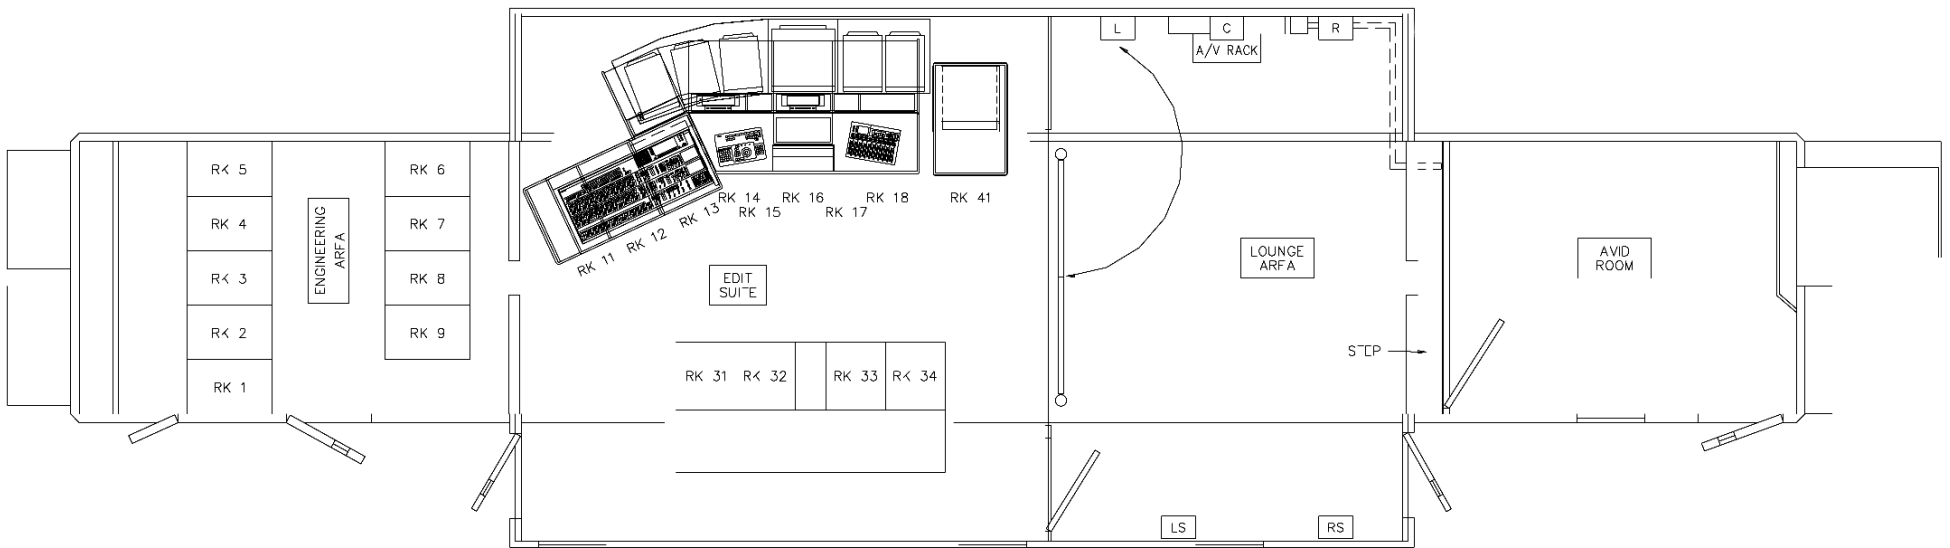 L
C
R
A/V RACK
RK 5
RK 6
RK 4
RK 7
RK 3
RK 8
RK 2
RK 9
RK 1
ENGINEERING
AREA
RK 14
RK 16
RK 18
RK 41
RK 15
RK 17
RK 13
RK 12
RK 11
EDIT
SUITE
LOUNGE
AREA
AVID
ROOM
STEP
RK 31
RK 32
RK 33
RK 34
LS
RS